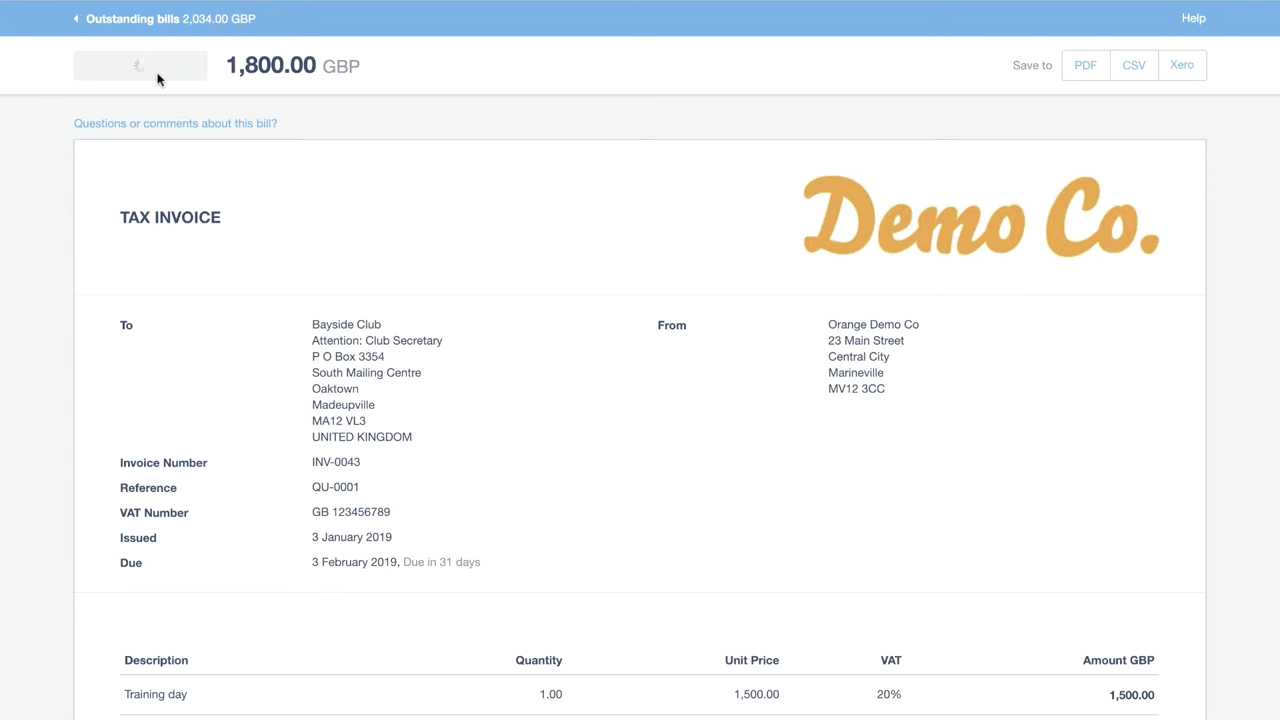 Outstanding bills 2,034.00 GBP
Help
1,800.00 GBP
Save to PDF CSV Xero
Questions or comments about this bill?
TAX INVOICE
Demo Co.
To
Bayside Club
Attention: Club Secretary
P O Box 3354
South Mailing Centre
Oaktown
Madeupville
MA12 VL3
UNITED KINGDOM
From
Orange Demo Co
23 Main Street
Central City
Marineville
MV12 3CC
Invoice Number INV-0043
Reference QU-0001
VAT Number GB 123456789
Issued 3 January 2019
Due 3 February 2019, Due in 31 days
Description Quantity Unit Price VAT Amount GBP
Training day 1.00 1,500.00 20% 1,500.00